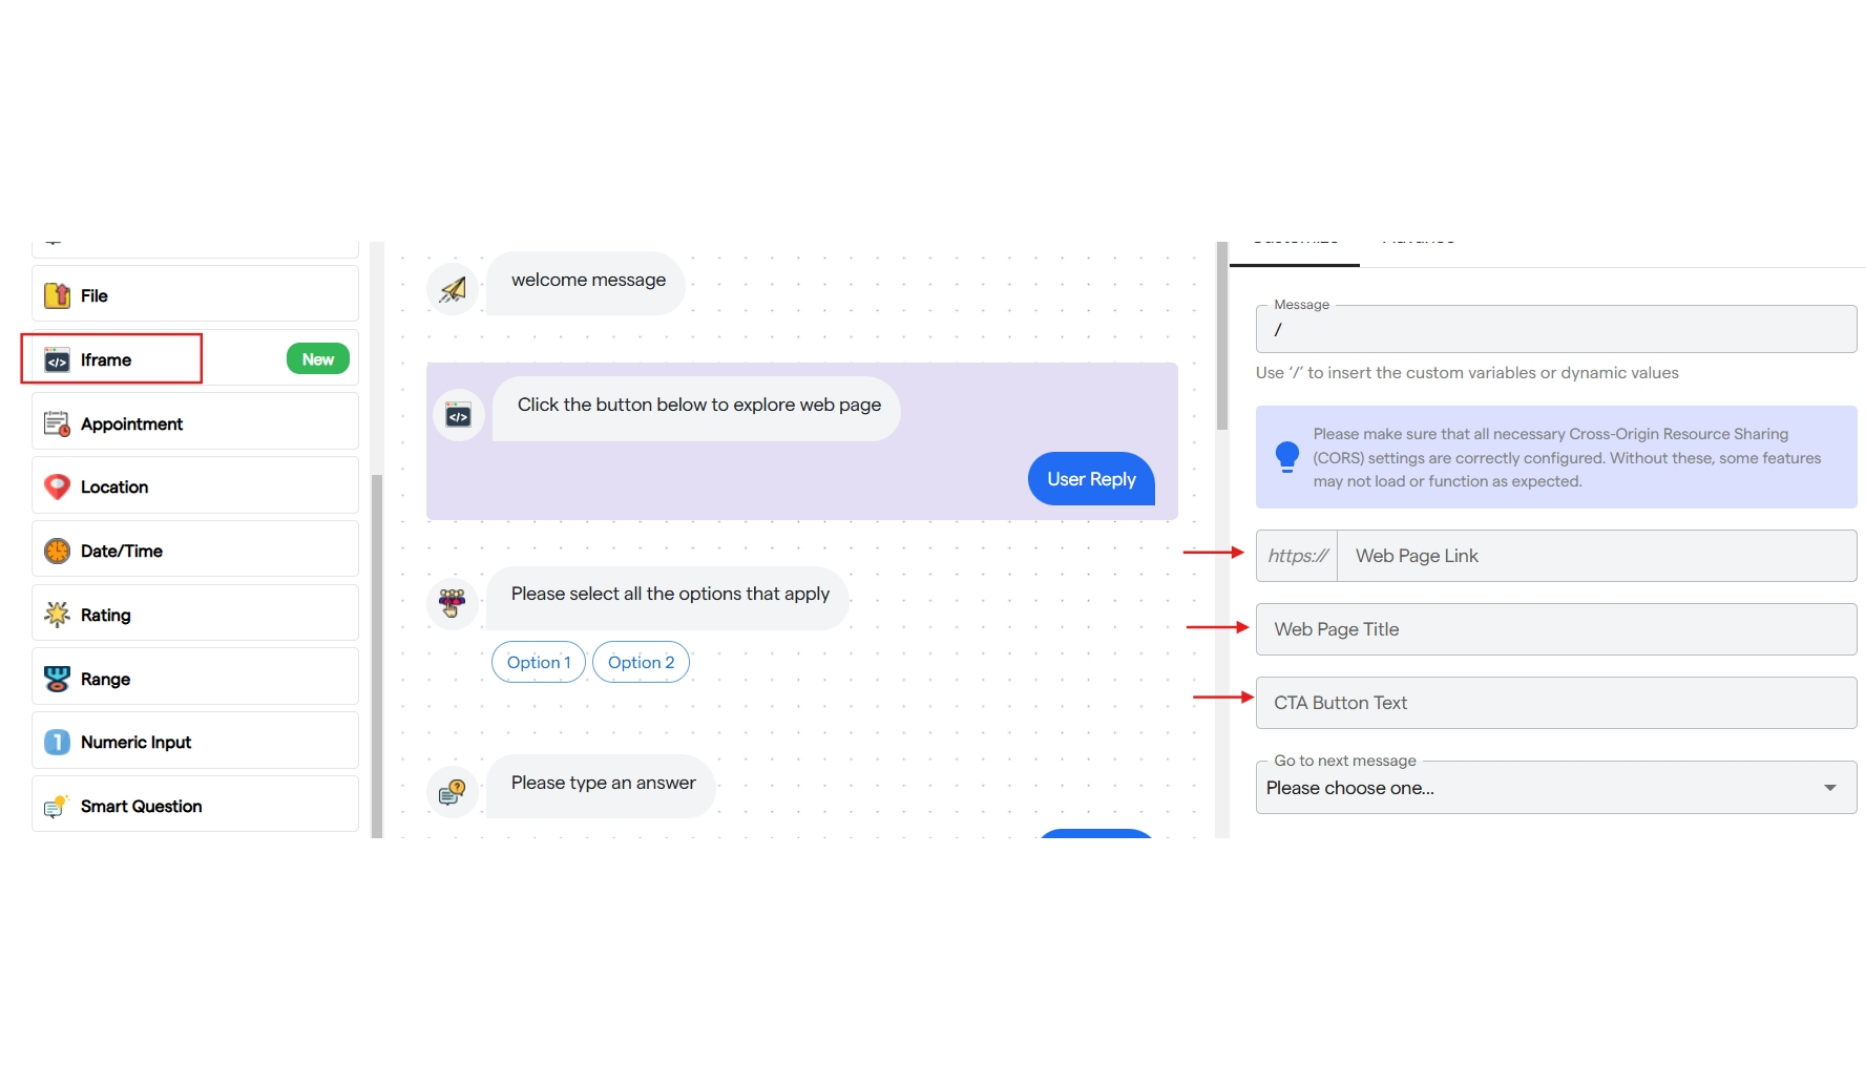 File
Iframe
New
Appointment
Location
Date/Time
Rating
Range
1
Numeric Input
Smart Question
welcome message
Click the button below to explore web page
User Reply
Please select all the options that apply
Option 1
Option 2
Please type an answer
Message
/
Use ‘/’ to insert the custom variables or dynamic values
Please make sure that all necessary Cross-Origin Resource Sharing
(CORS) settings are correctly configured. Without these, some features
may not load or function as expected.
https://
Web Page Link
Web Page Title
CTA Button Text
Go to next message
Please choose one...